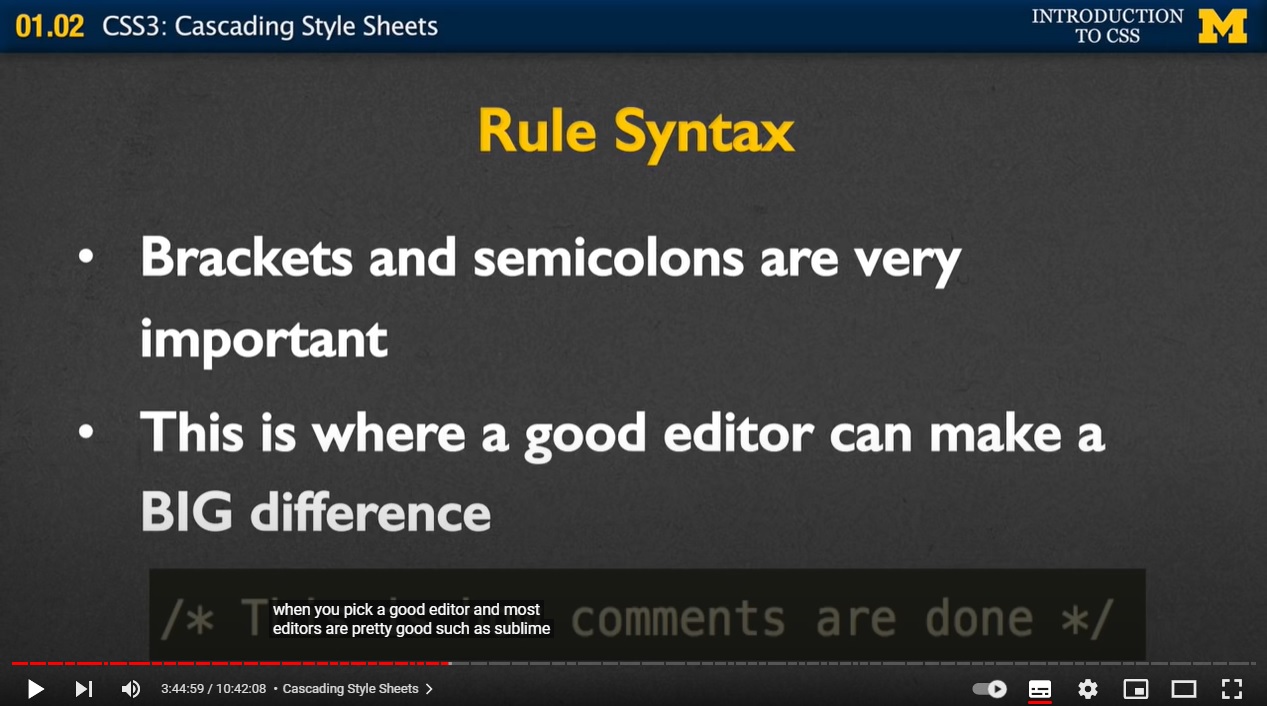 01.02 CSS3: Cascading Style Sheets
INTRODUCTION
TO CSS
M
Rule Syntax
• Brackets and semicolons are very
important
• This is where a good editor can make a
BIG difference
/* T comments are done */
when you pick a good editor and most
editors are pretty good such as sublime
3:44:59 / 10:42:08 • Cascading Style Sheets